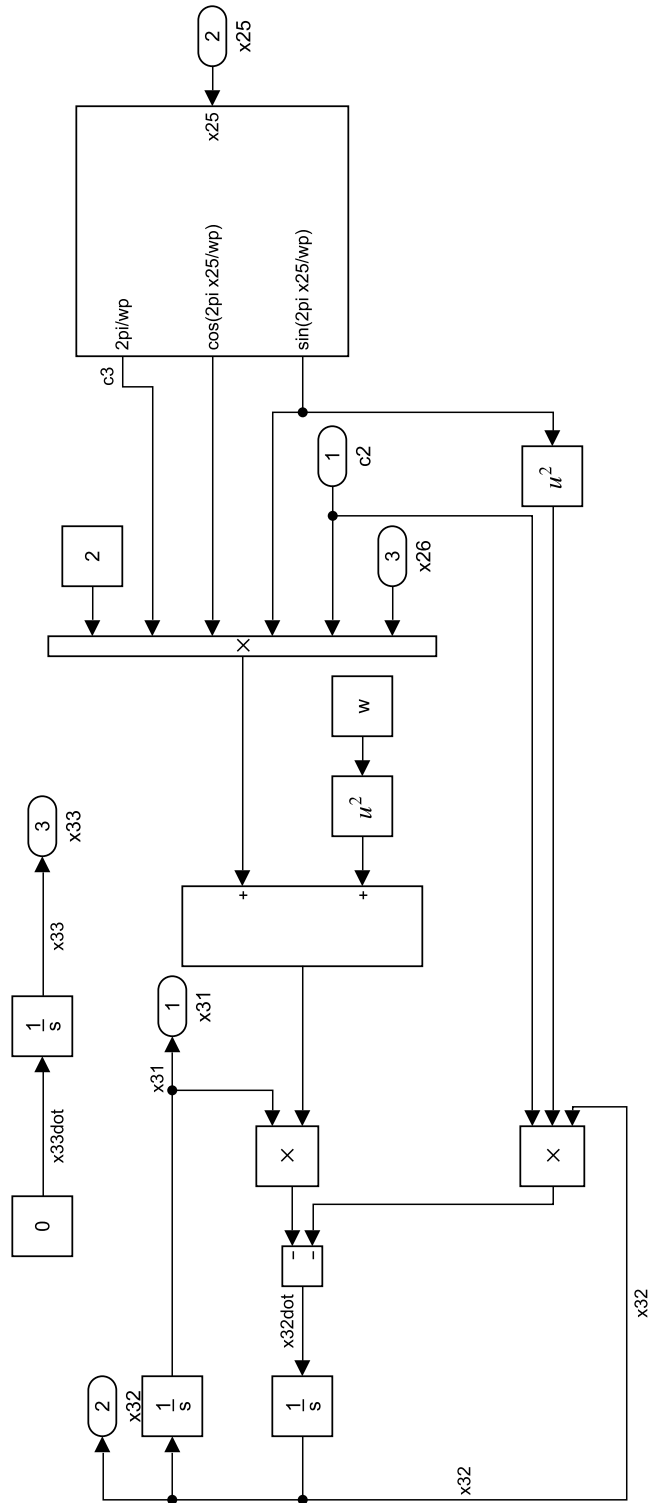 2
x25
x25
2pi/wp
cos(2pi x25/wp)
sin(2pi x25/wp)
c3
1
c2
u²
2
3
x26
×
w
u²
3
x33
x33
1/s
x33dot
0
+
+
1
x31
x31
×
×
−
−
x32dot
2
x32
1/s
1/s
x32
x32